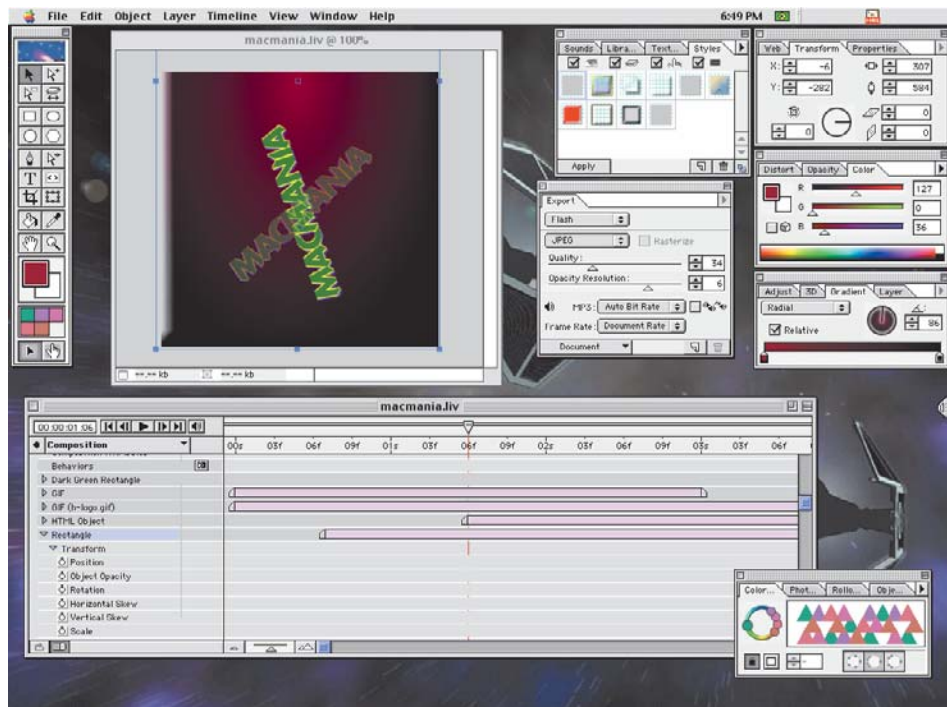 File Edit Object Layer Timeline View Window Help 6:49 PM
macmania.liv @ 100%
MACMANIA
MACMANIA
Sounds Libra... Text... Styles
Apply
Web Transform Properties
X: -6 307
Y: -282 584
0
0 0
Distort Opacity Color
R 127
G 0
B 36
Export
Flash
JPEG Rasterize
Quality: 34
Opacity Resolution: 6
MP3: Auto Bit Rate
Frame Rate: Document Rate
Document
Adjust 3D Gradient Layer
Radial 86
Relative
--.-- kb --.-- kb
macmania.liv
00:00:01:06
Composition 00s 03f 06f 09f 01s 03f 06f 09f 02f 03f 06f 09f 03s 03f 06f
Behaviors
Dark Green Rectangle
GIF
GIF (h-logo.gif)
HTML Object
Rectangle
Transform
Position
Object Opacity
Rotation
Horizontal Skew
Vertical Skew
Scale
Color... Phot... Rollo... Obje...